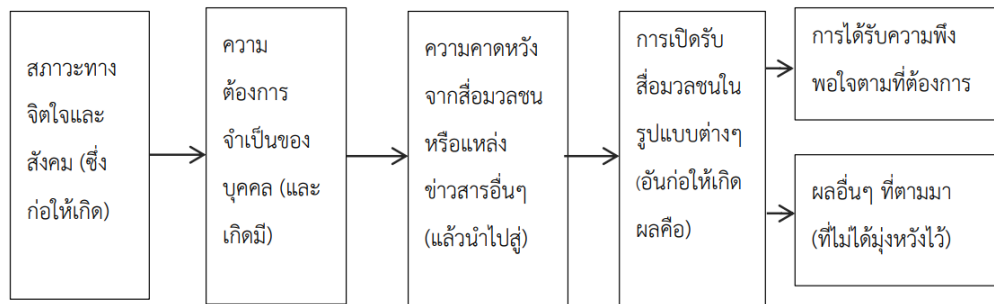 สภาวะทาง
จิตใจและ
สังคม (ซึ่ง
ก่อให้เกิด)
ความ
ต้องการ
จำเป็นของ
บุคคล (และ
เกิดมี)
ความคาดหวัง
จากสื่อมวลชน
หรือแหล่ง
ข่าวสารอื่นๆ
(แล้วนำไปสู่)
การเปิดรับ
สื่อมวลชนใน
รูปแบบต่างๆ
(อันก่อให้เกิด
ผลคือ)
การได้รับความพึง
พอใจตามที่ต้องการ
ผลอื่นๆ ที่ตามมา
(ที่ไม่ได้มุ่งหวังไว้)